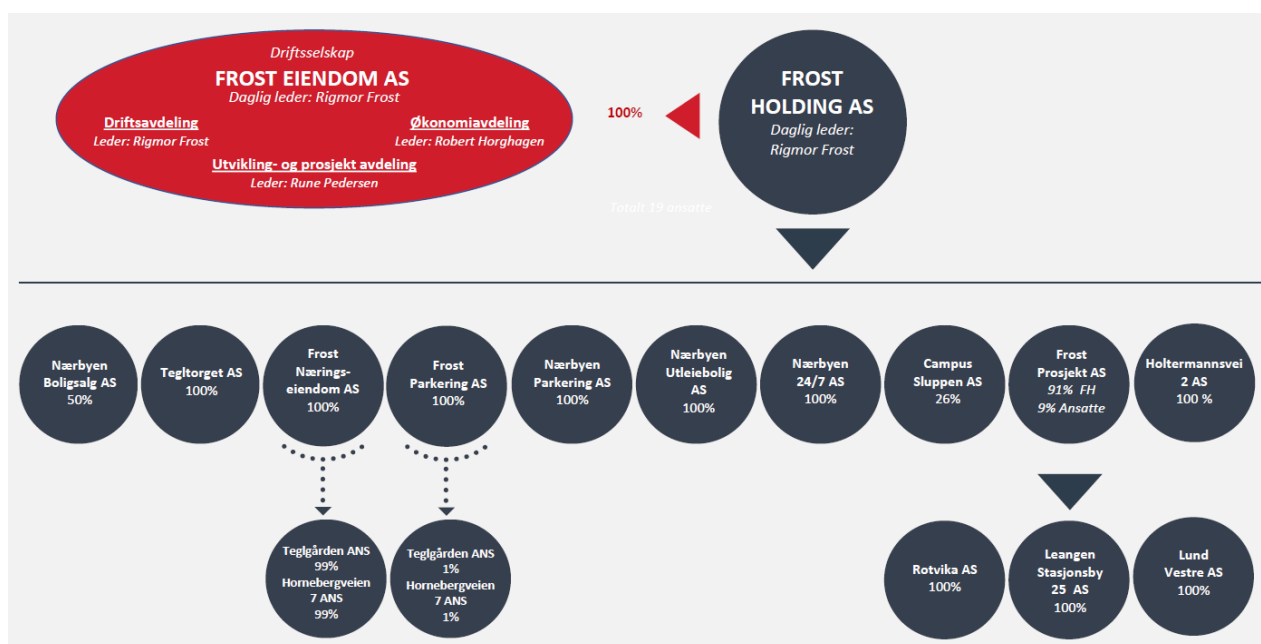 Driftsselskap
FROST EIENDOM AS
Daglig leder: Rigmor Frost
Driftsavdeling
Leder: Rigmor Frost
Økonomiavdeling
Leder: Robert Horghagen
Utvikling- og prosjekt avdeling
Leder: Rune Pedersen
100%
FROST
HOLDING AS
Daglig leder:
Rigmor Frost
Totalt 19 ansatte
Nærbyen
Boligsalg AS
50%
Tegltorget AS
100%
Frost
Nærings-
eiendom AS
100%
Frost
Parkering AS
100%
Nærbyen
Parkering AS
100%
Nærbyen
Utleiebolig
AS
100%
Nærbyen
24/7 AS
100%
Campus
Sluppen AS
26%
Frost
Prosjekt AS
91% FH
9% Ansatte
Holtermannsvei
2 AS
100 %
Teglgården ANS
99%
Hornebergveien
7 ANS
99%
Teglgården ANS
1%
Hornebergveien
7 ANS
1%
Rotvika AS
100%
Leangen
Stasjonsby
25 AS
100%
Lund
Vestre AS
100%